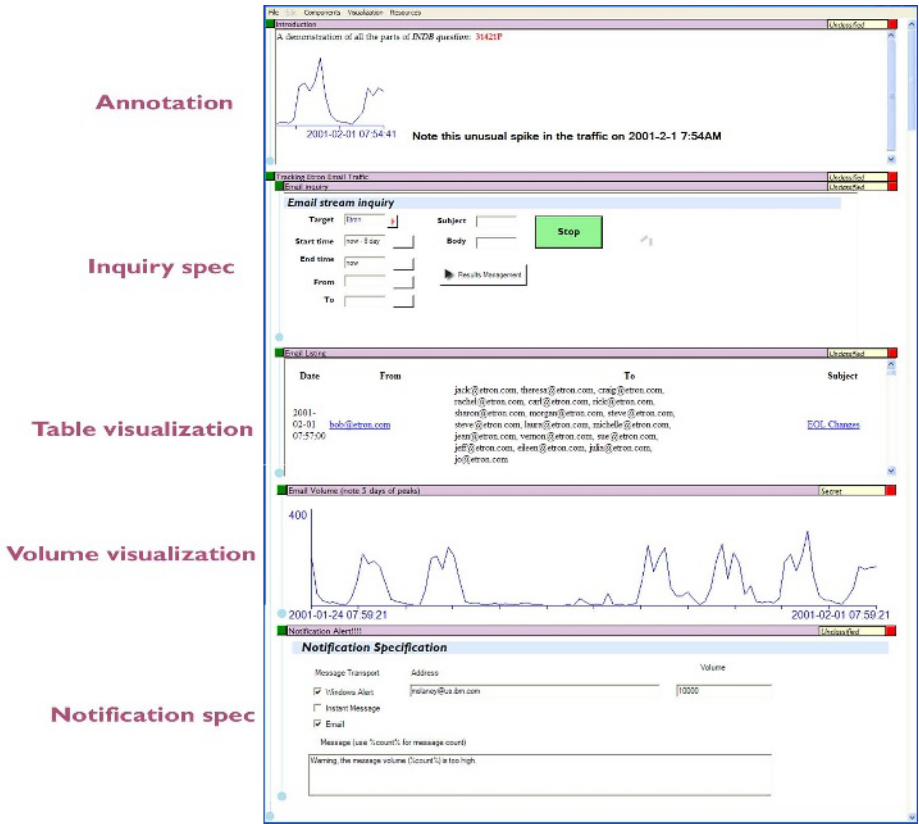 File Components Visualization Resources
Introduction Unclassified
A demonstration of all the parts of INDB question: 31421P
Annotation
2001-02-01 07:54:41
Note this unusual spike in the traffic on 2001-2-1 7:54AM
Tracking Etron Email Traffic Unclassified
Email inquiry Unclassified
Email stream inquiry
Target Etron Subject
Stop
Start time now - 8 day Body
Inquiry spec
End time now
Results Management
From
To
Email Listing Unclassified
Date From To Subject
jack@etron.com, theresa@etron.com, craig@etron.com,
rachel@etron.com, carl@etron.com, rick@etron.com,
2001- sharon@etron.com, morgan@etron.com, steve@etron.com,
Table visualization
02-01 bob@etron.com steve@etron.com, laura@etron.com, michelle@etron.com, EOL Changes
07:57:00 jean@etron.com, vernon@etron.com, sue@etron.com,
jeff@etron.com, eileen@etron.com, julia@etron.com,
jo@etron.com
Email Volume (note 5 days of peaks) Secret
400
Volume visualization
2001-01-24 07:59:21 2001-02-01 07:59:21
Notification Alert!!!! Unclassified
Notification Specification
Message Transport Address Volume
Windows Alert mslaney@us.ibm.com 10000
Instant Message
Notification spec
Email
Message (use %count% for message count)
Warning, the message volume (%count%) is too high.